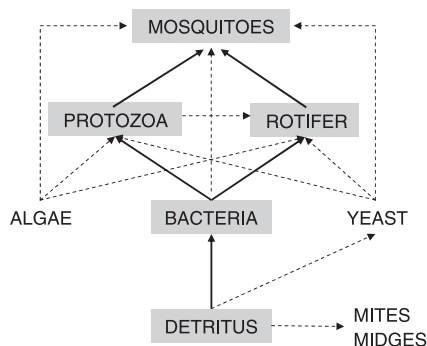 MOSQUITOES
PROTOZOA
ROTIFER
ALGAE
BACTERIA
YEAST
DETRITUS
MITES
MIDGES